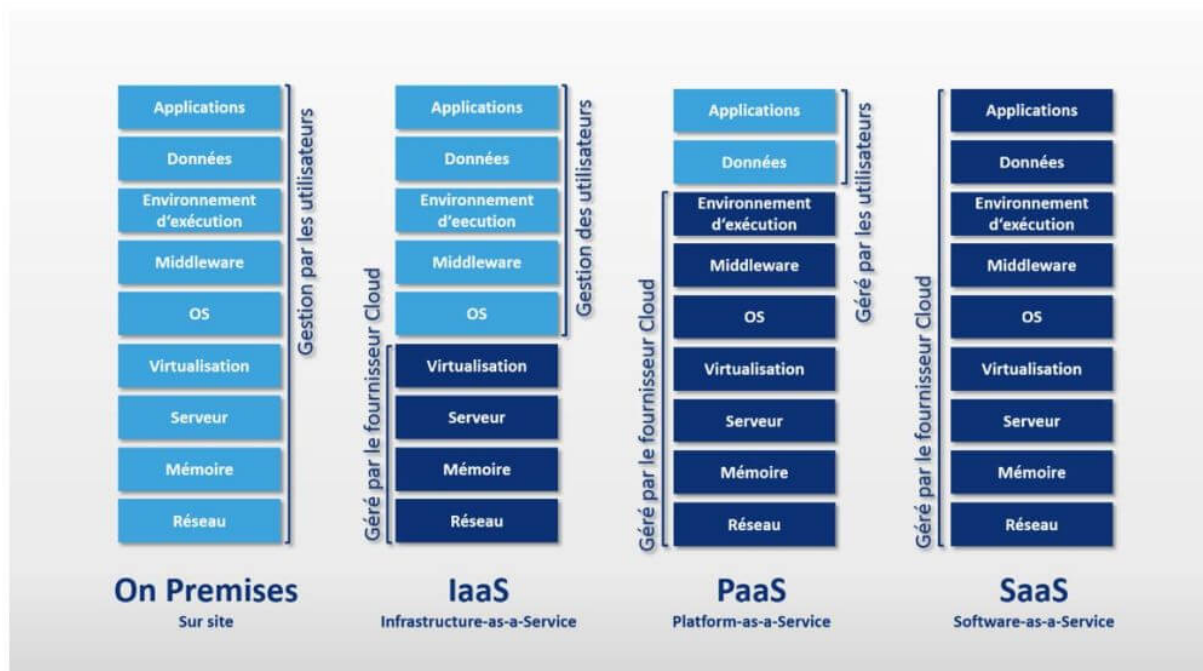 Applications
Données
Environnement
d'exécution
Middleware
OS
Virtualisation
Serveur
Mémoire
Réseau
Gestion par les utilisateurs
On Premises
Sur site
Applications
Données
Environnement
d'eecution
Middleware
OS
Virtualisation
Serveur
Mémoire
Réseau
Géré par le fournisseur Cloud
Gestion des utilisateurs
IaaS
Infrastructure-as-a-Service
Applications
Données
Environnement
d'exécution
Middleware
OS
Virtualisation
Serveur
Mémoire
Réseau
Géré par le fournisseur Cloud
Géré par les utilisateurs
PaaS
Platform-as-a-Service
Applications
Données
Environnement
d'exécution
Middleware
OS
Virtualisation
Serveur
Mémoire
Réseau
Géré par le fournisseur Cloud
SaaS
Software-as-a-Service